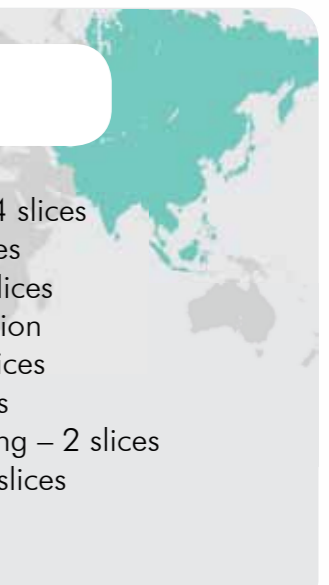 4 slices
es
lices
ion
ices
s
ng – 2 slices
slices